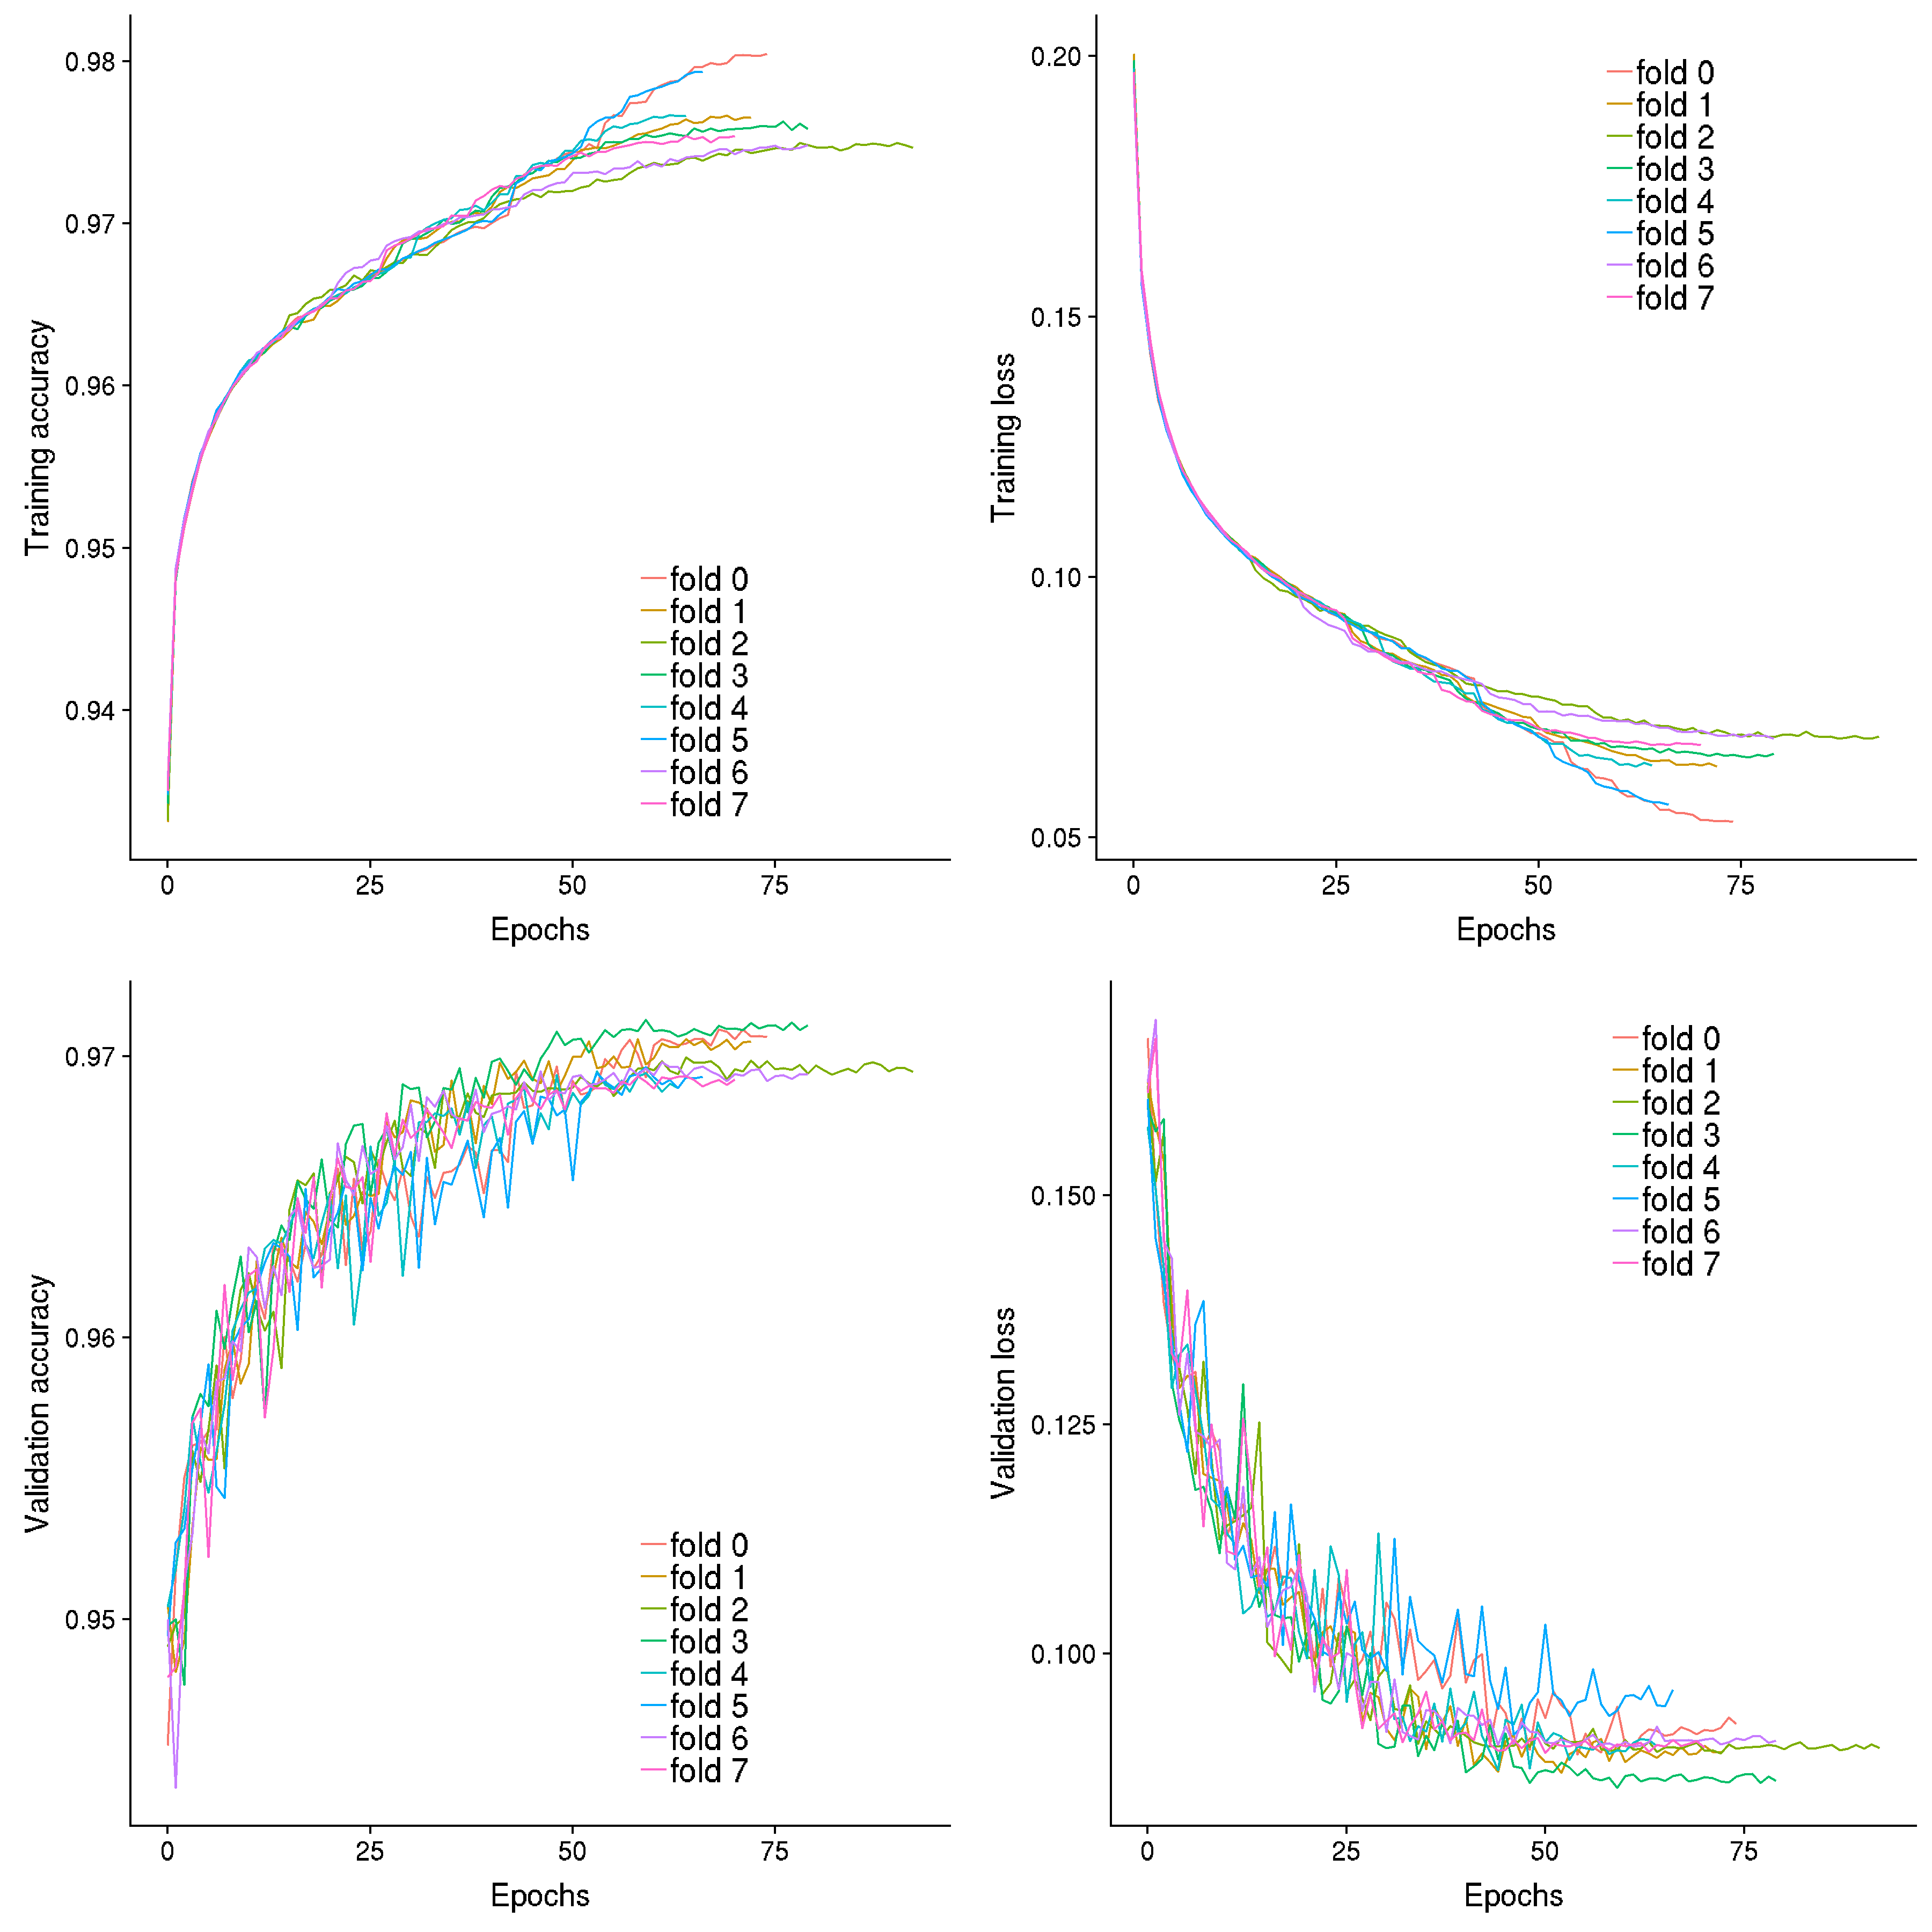 Training accuracy
0.98
0.97
0.96
0.95
0.94
fold 0
fold 1
fold 2
fold 3
fold 4
fold 5
fold 6
fold 7
0 25 50 75
Epochs
Training loss
0.20
0.15
0.10
0.05
fold 0
fold 1
fold 2
fold 3
fold 4
fold 5
fold 6
fold 7
0 25 50 75
Epochs
Validation accuracy
0.97
0.96
0.95
fold 0
fold 1
fold 2
fold 3
fold 4
fold 5
fold 6
fold 7
0 25 50 75
Epochs
Validation loss
0.150
0.125
0.100
fold 0
fold 1
fold 2
fold 3
fold 4
fold 5
fold 6
fold 7
0 25 50 75
Epochs